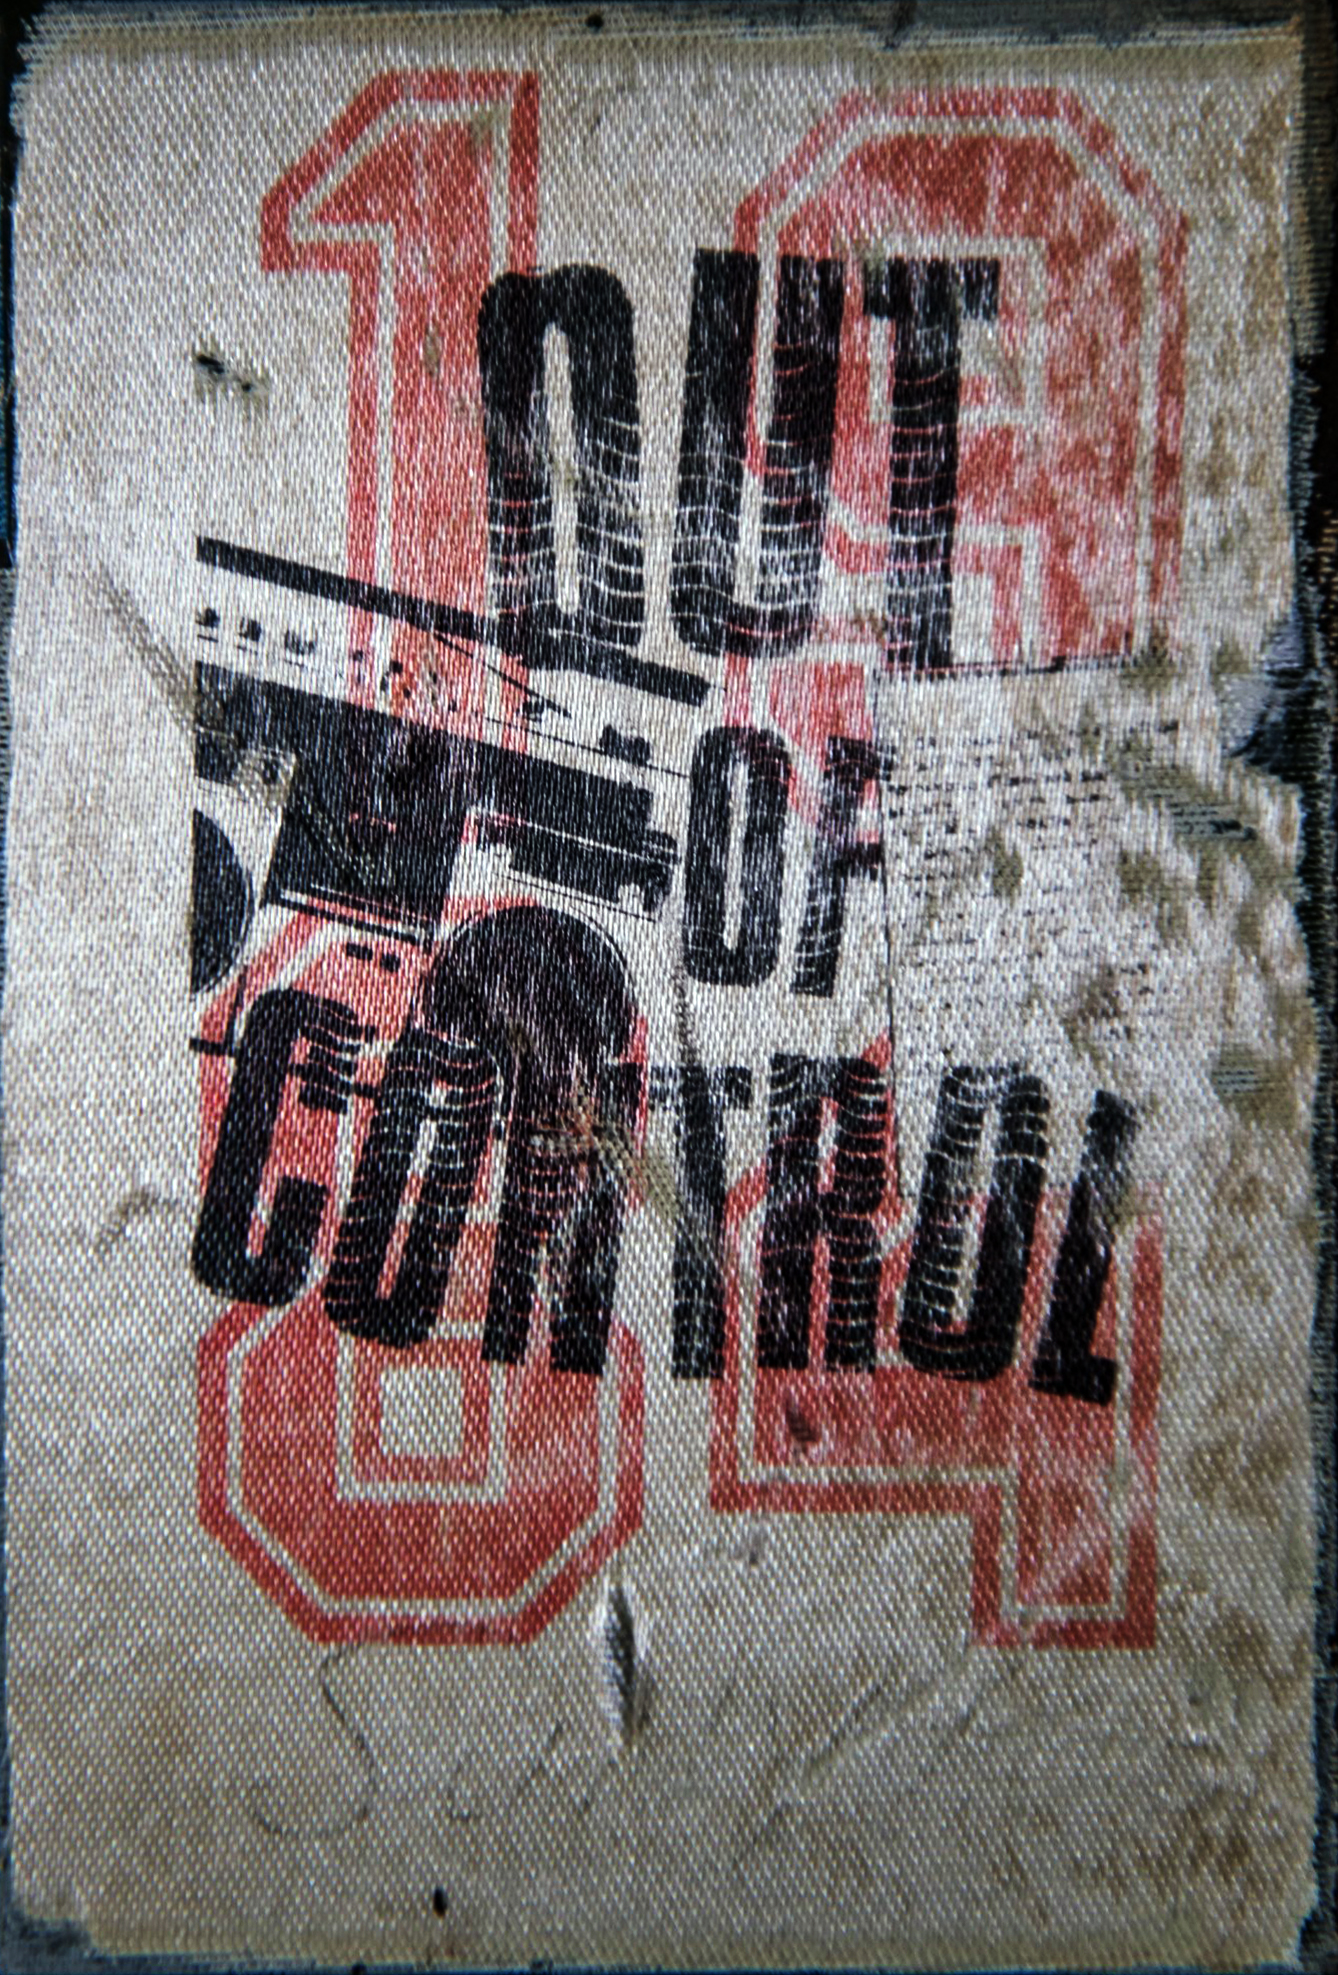 19
OUT
OF
CONTROL
84